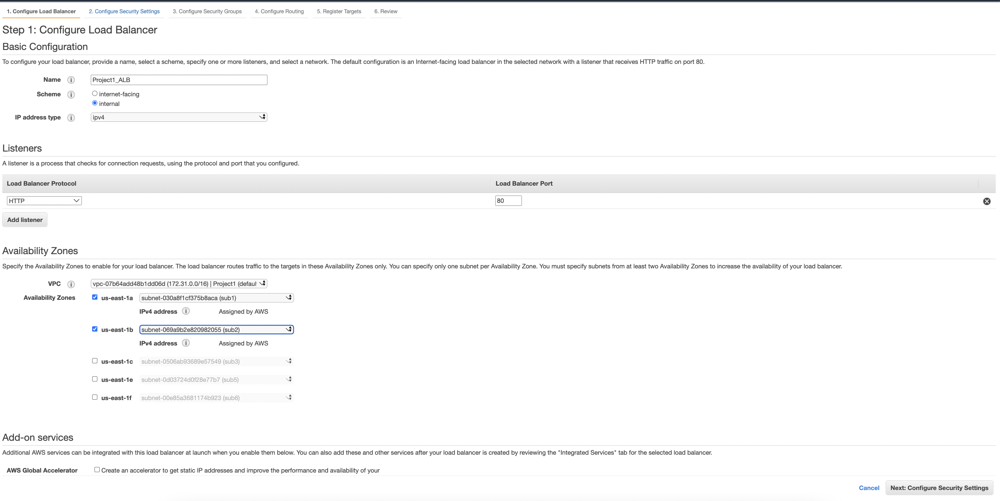 1. Configure Load Balancer 2. Configure Security Settings 3. Configure Security Groups 4. Configure Routing 5. Register Targets 6. Review
Step 1: Configure Load Balancer
Basic Configuration
To configure your load balancer, provide a name, select a scheme, specify one or more listeners, and select a network. The default configuration is an Internet-facing load balancer in the selected network with a listener that receives HTTP traffic on port 80.
Name i Project1_ALB
Scheme i internet-facing
internal
IP address type i ipv4
Listeners
A listener is a process that checks for connection requests, using the protocol and port that you configured.
Load Balancer Protocol Load Balancer Port
HTTP 80
Add listener
Availability Zones
Specify the Availability Zones to enable for your load balancer. The load balancer routes traffic to the targets in these Availability Zones only. You can specify only one subnet per Availability Zone. You must specify subnets from at least two Availability Zones to increase the availability of your load balancer.
VPC i vpc-07b64add48b1dd06d (172.31.0.0/16) | Project1 (defaul
Availability Zones us-east-1a subnet-030a8f1cf375b8aca (sub1)
IPv4 address i Assigned by AWS
us-east-1b subnet-069a9b2e820982055 (sub2)
IPv4 address i Assigned by AWS
us-east-1c subnet-0506ab93689e57549 (sub3)
us-east-1e subnet-0d03724d0f28e77b7 (sub5)
us-east-1f subnet-00e85a3681174b923 (sub6)
Add-on services
Additional AWS services can be integrated with this load balancer at launch when you enable them below. You can also add these and other services after your load balancer is created by reviewing the "Integrated Services" tab for the selected load balancer.
AWS Global Accelerator Create an accelerator to get static IP addresses and improve the performance and availability of your
Cancel Next: Configure Security Settings